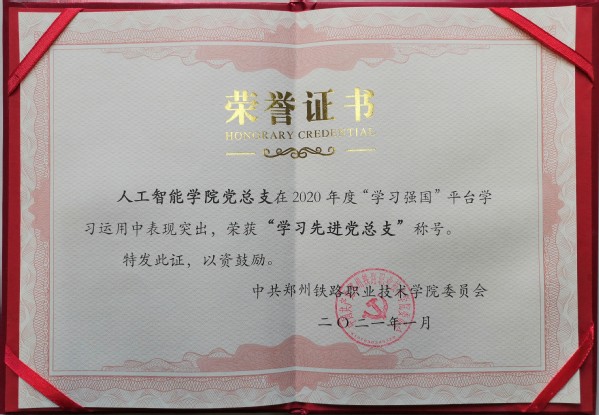 荣誉证书
HONORARY CREDENTIAL
人工智能学院党总支在2020年度“学习强国”平台学
习运用中表现突出，荣获“学习先进党总支”称号。
特发此证，以资鼓励。
中共郑州铁路职业技术学院委员会
二〇二一年一月